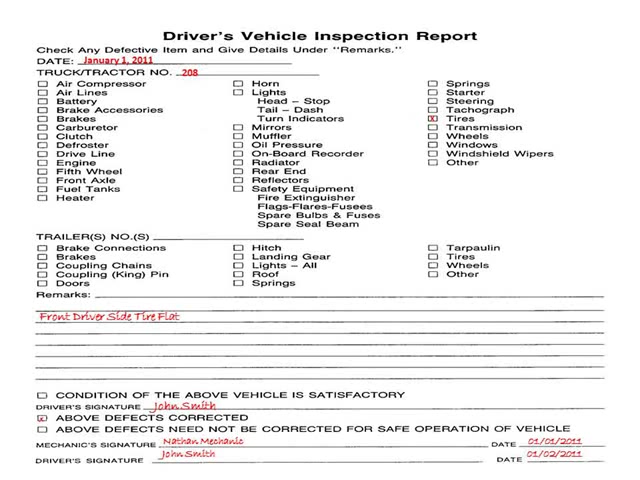 Driver's Vehicle Inspection Report
Check Any Defective Item and Give Details Under "Remarks."
DATE: January 1, 2011
TRUCK/TRACTOR NO. 208
Air Compressor
Air Lines
Battery
Brake Accessories
Brakes
Carburetor
Clutch
Defroster
Drive Line
Engine
Fifth Wheel
Front Axle
Fuel Tanks
Heater
Horn
Lights
Head – Stop
Tail – Dash
Turn Indicators
Mirrors
Muffler
Oil Pressure
On-Board Recorder
Radiator
Rear End
Reflectors
Safety Equipment
Fire Extinguisher
Flags-Flares-Fusees
Spare Bulbs & Fuses
Spare Seal Beam
Springs
Starter
Steering
Tachograph
x Tires
Transmission
Wheels
Windows
Windshield Wipers
Other
TRAILER(S) NO.(S)
Brake Connections
Brakes
Coupling Chains
Coupling (King) Pin
Doors
Hitch
Landing Gear
Lights – All
Roof
Springs
Tarpaulin
Tires
Wheels
Other
Remarks:
Front Driver Side Tire Flat
CONDITION OF THE ABOVE VEHICLE IS SATISFACTORY
DRIVER'S SIGNATURE John Smith
x ABOVE DEFECTS CORRECTED
ABOVE DEFECTS NEED NOT BE CORRECTED FOR SAFE OPERATION OF VEHICLE
MECHANIC'S SIGNATURE Nathan Mechanic DATE 01/01/2011
DRIVER'S SIGNATURE John Smith DATE 01/02/2011